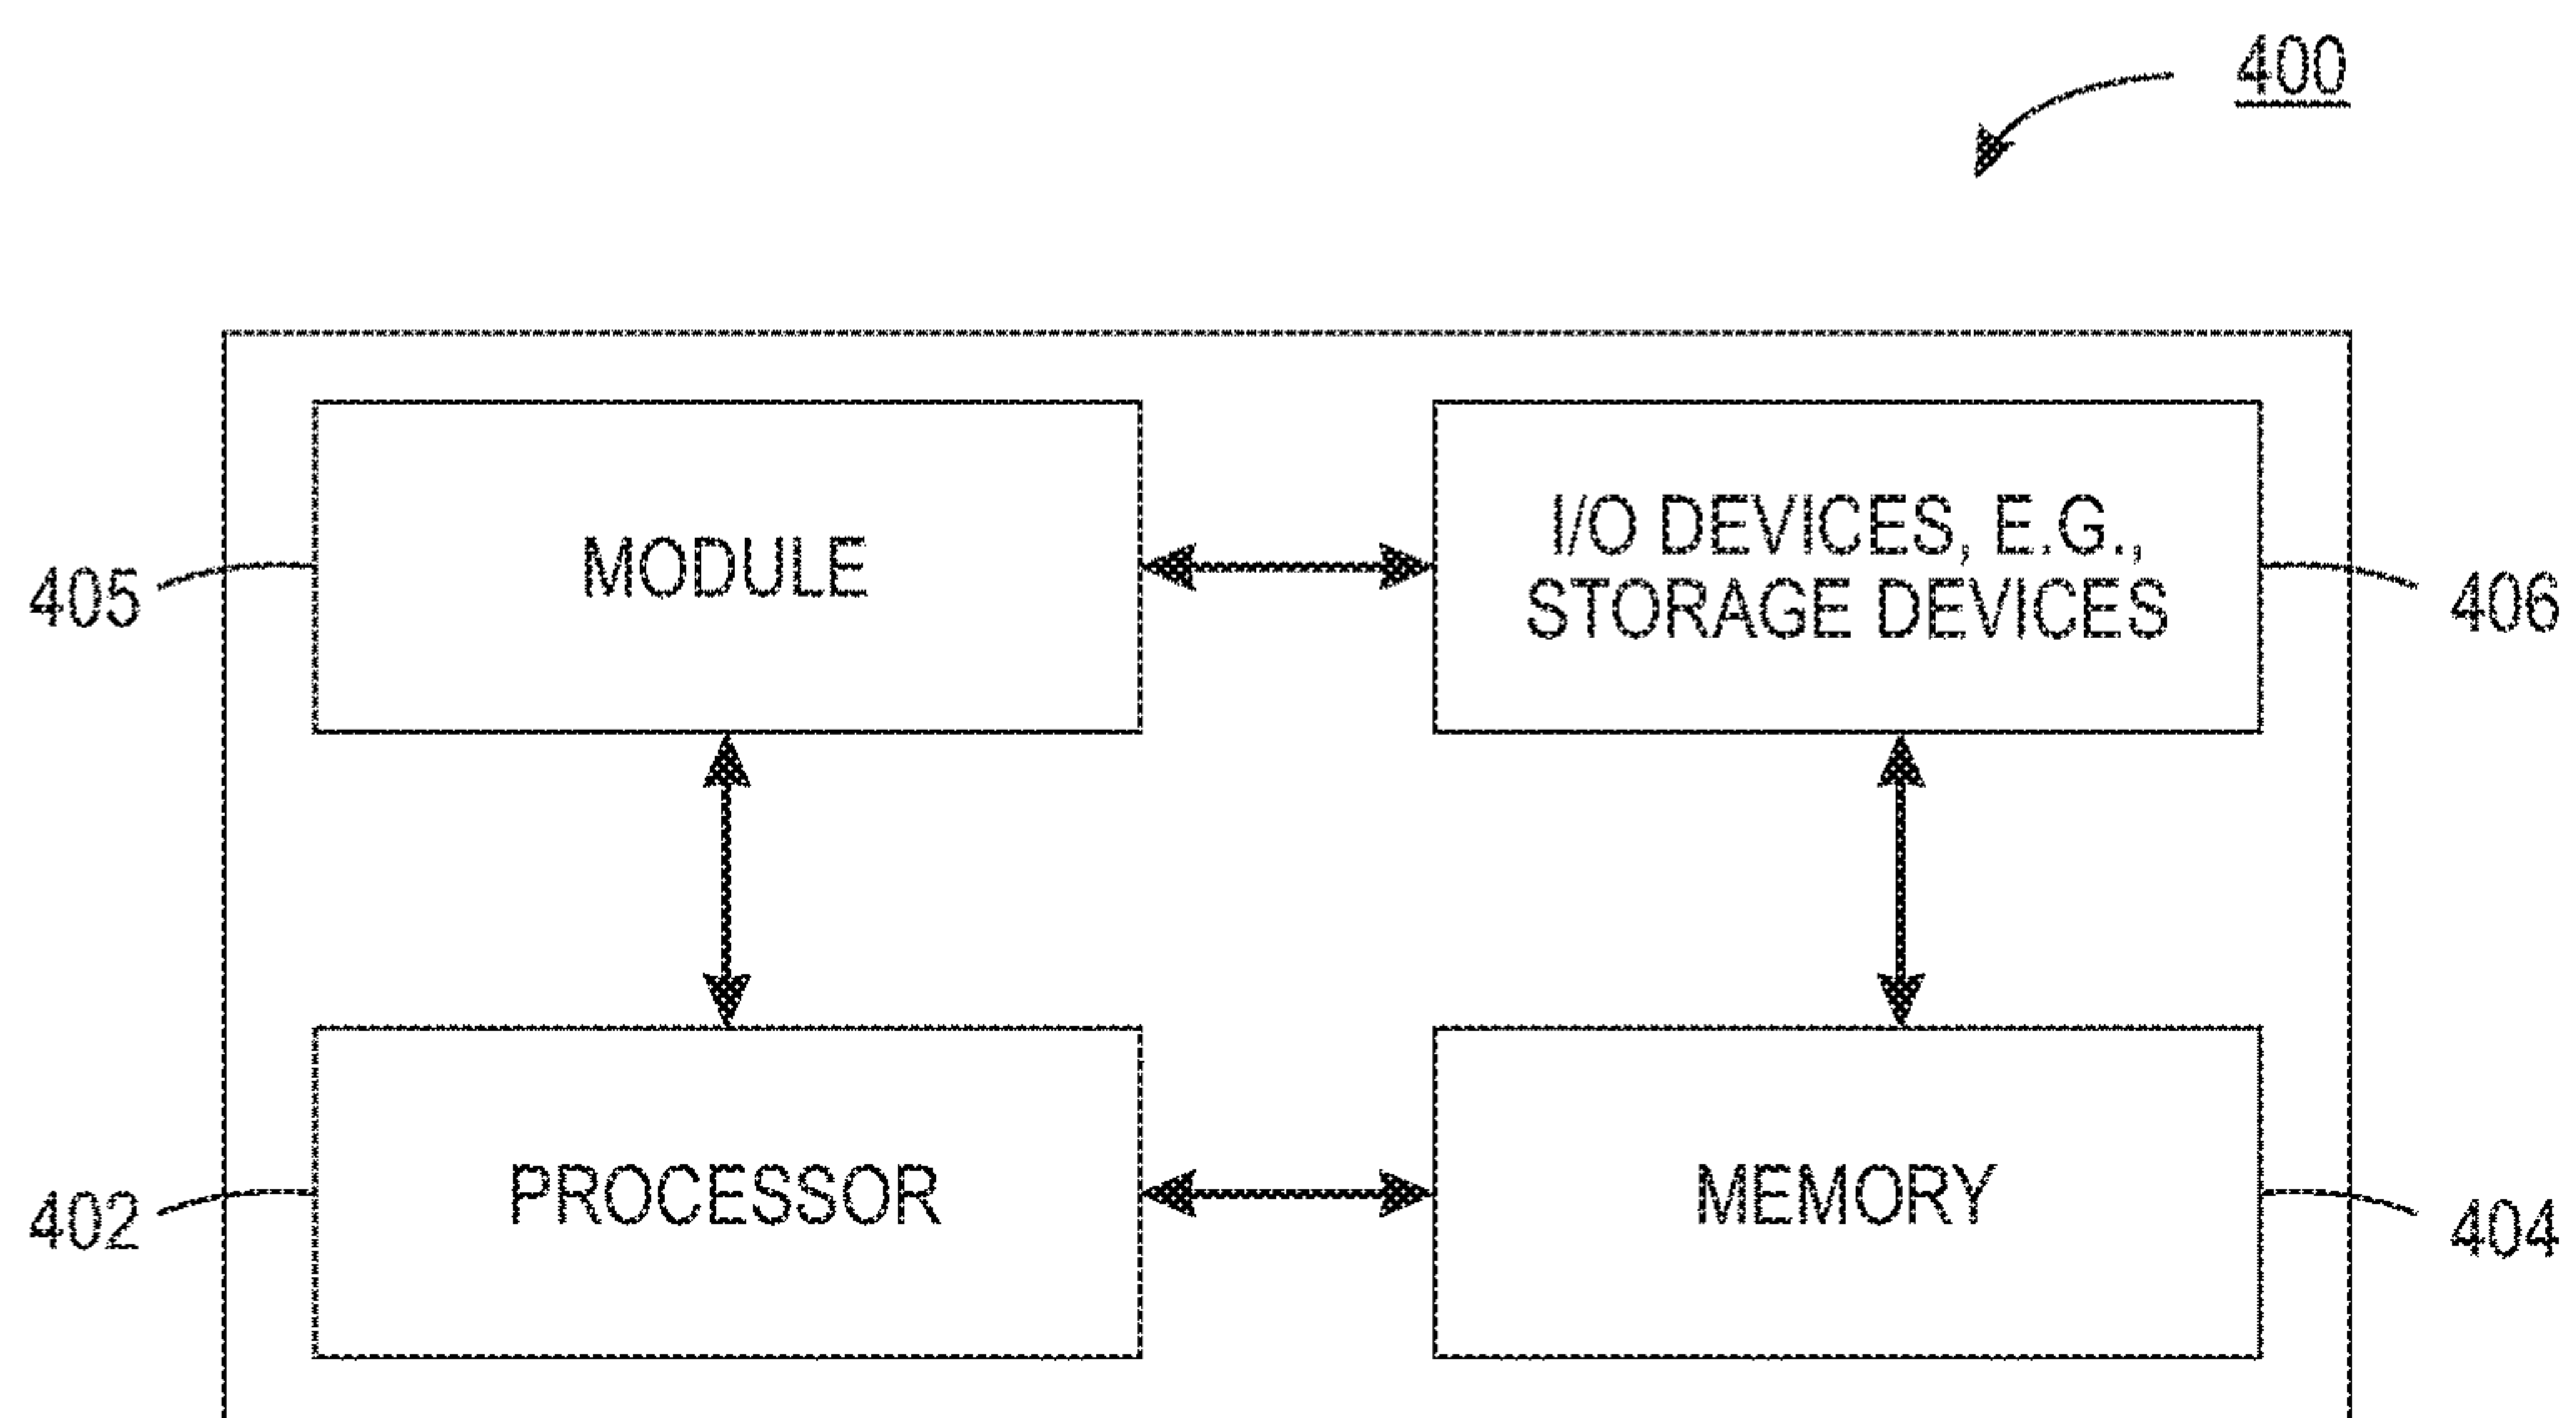 400
MODULE
I/O DEVICES, E.G.,
STORAGE DEVICES
405
406
PROCESSOR
MEMORY
402
404